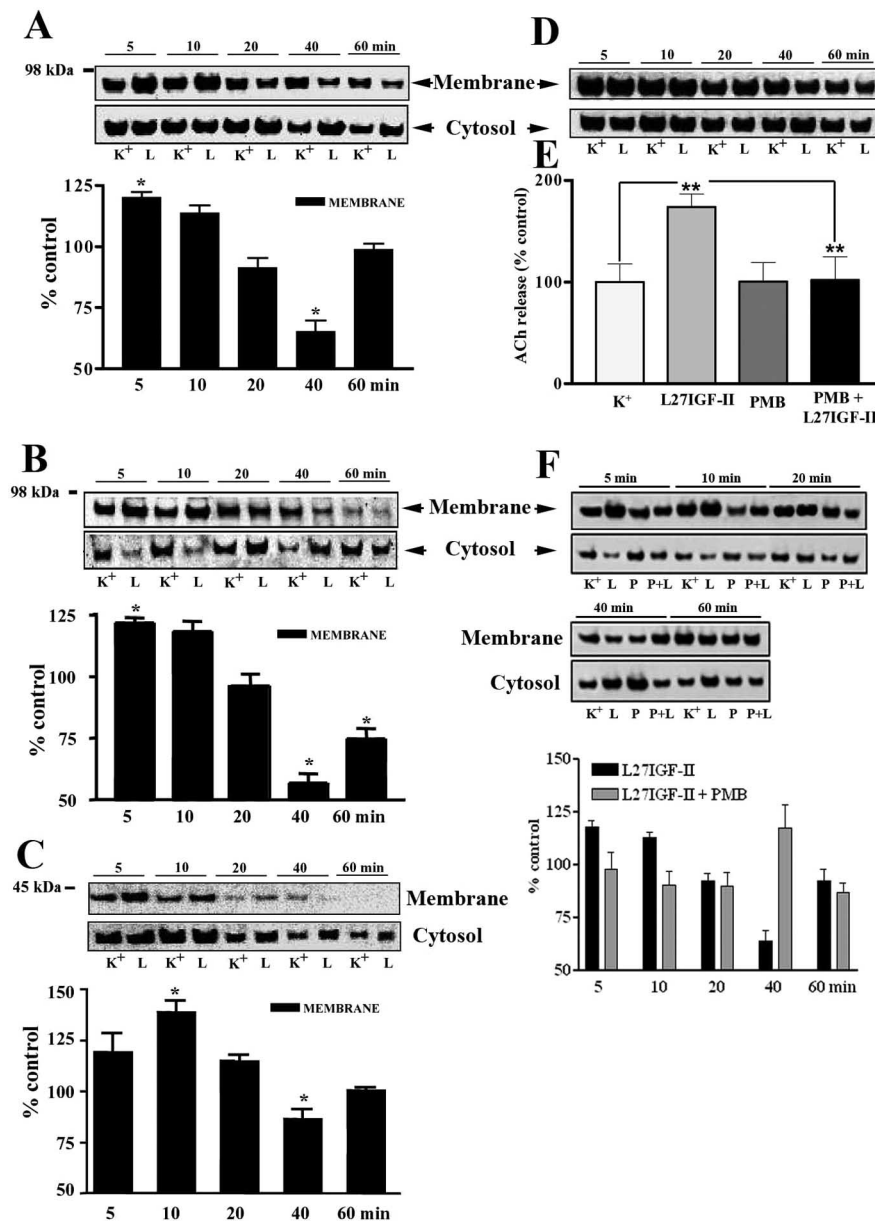 A
5 10 20 40 60 min
98 kDa
Membrane
Cytosol
K+ L K+ L K+ L K+ L K+ L
125
100
75
50
% control
* *
MEMBRANE
5 10 20 40 60 min
B
5 10 20 40 60 min
98 kDa
Membrane
Cytosol
K+ L K+ L K+ L K+ L K+ L
125
100
75
50
% control
* * *
MEMBRANE
5 10 20 40 60 min
C
5 10 20 40 60 min
45 kDa
Membrane
Cytosol
K+ L K+ L K+ L K+ L K+ L
150
125
100
75
50
% control
* *
MEMBRANE
5 10 20 40 60 min
D
5 10 20 40 60 min
K+ L K+ L K+ L K+ L K+ L
E
200
100
0
ACh release (% control)
** **
K+ L27IGF-II PMB PMB +
L27IGF-II
F
5 min 10 min 20 min
K+ L P P+L K+ L P P+L K+ L P P+L
40 min 60 min
Membrane
Cytosol
K+ L P P+L K+ L P P+L
150
125
100
75
50
% control
L27IGF-II
L27IGF-II + PMB
5 10 20 40 60 min